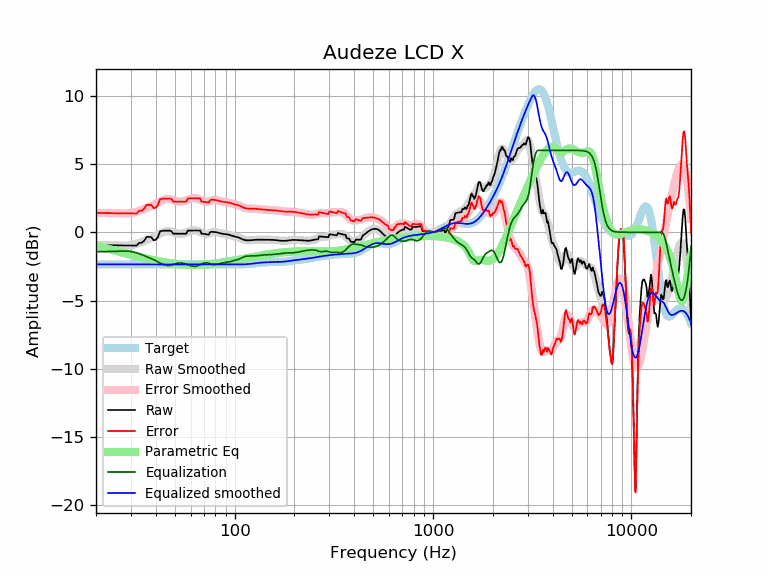 Audeze LCD X
10
5
0
−5
−10
−15
−20
Amplitude (dBr)
Target
Raw Smoothed
Error Smoothed
Raw
Error
Parametric Eq
Equalization
Equalized smoothed
100
1000
10000
Frequency (Hz)